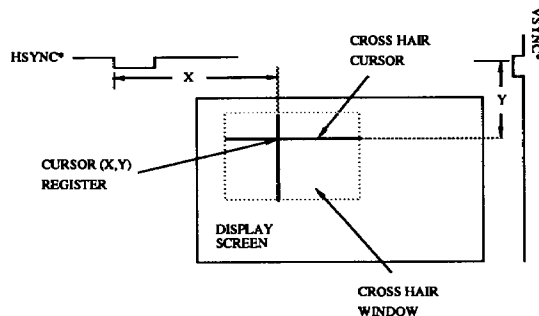 HSYNC*
X
CROSS HAIR
CURSOR
VSYNC*
Y
CURSOR (X,Y)
REGISTER
DISPLAY
SCREEN
CROSS HAIR
WINDOW